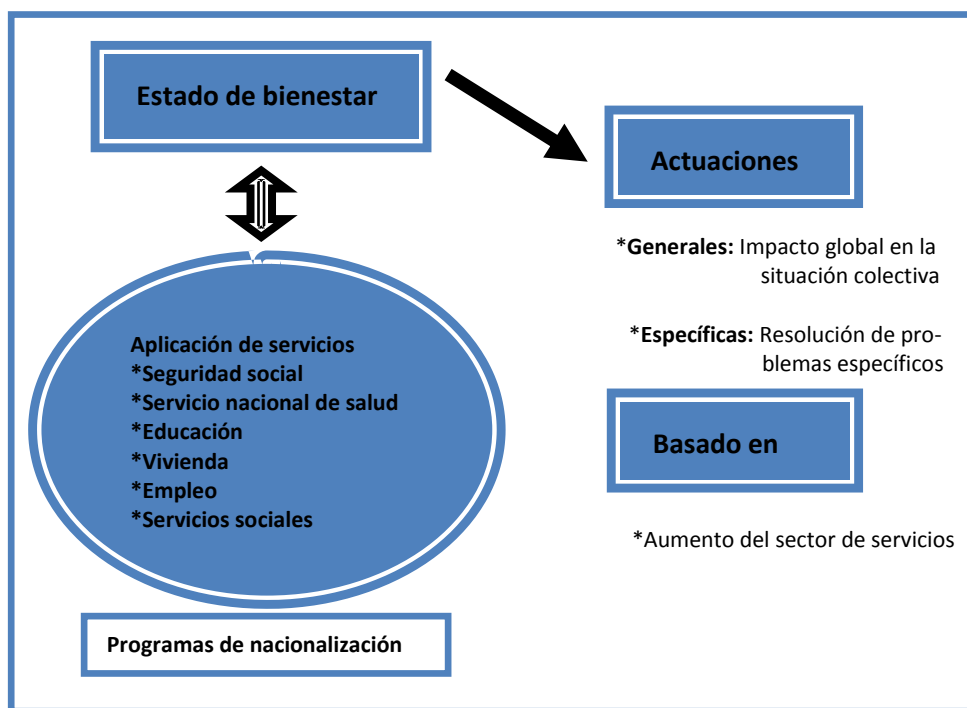 Estado de bienestar
Aplicación de servicios
*Seguridad social
*Servicio nacional de salud
*Educación
*Vivienda
*Empleo
*Servicios sociales
Programas de nacionalización
Actuaciones
*Generales: Impacto global en la
situación colectiva
*Específicas: Resolución de pro-
blemas específicos
Basado en
*Aumento del sector de servicios